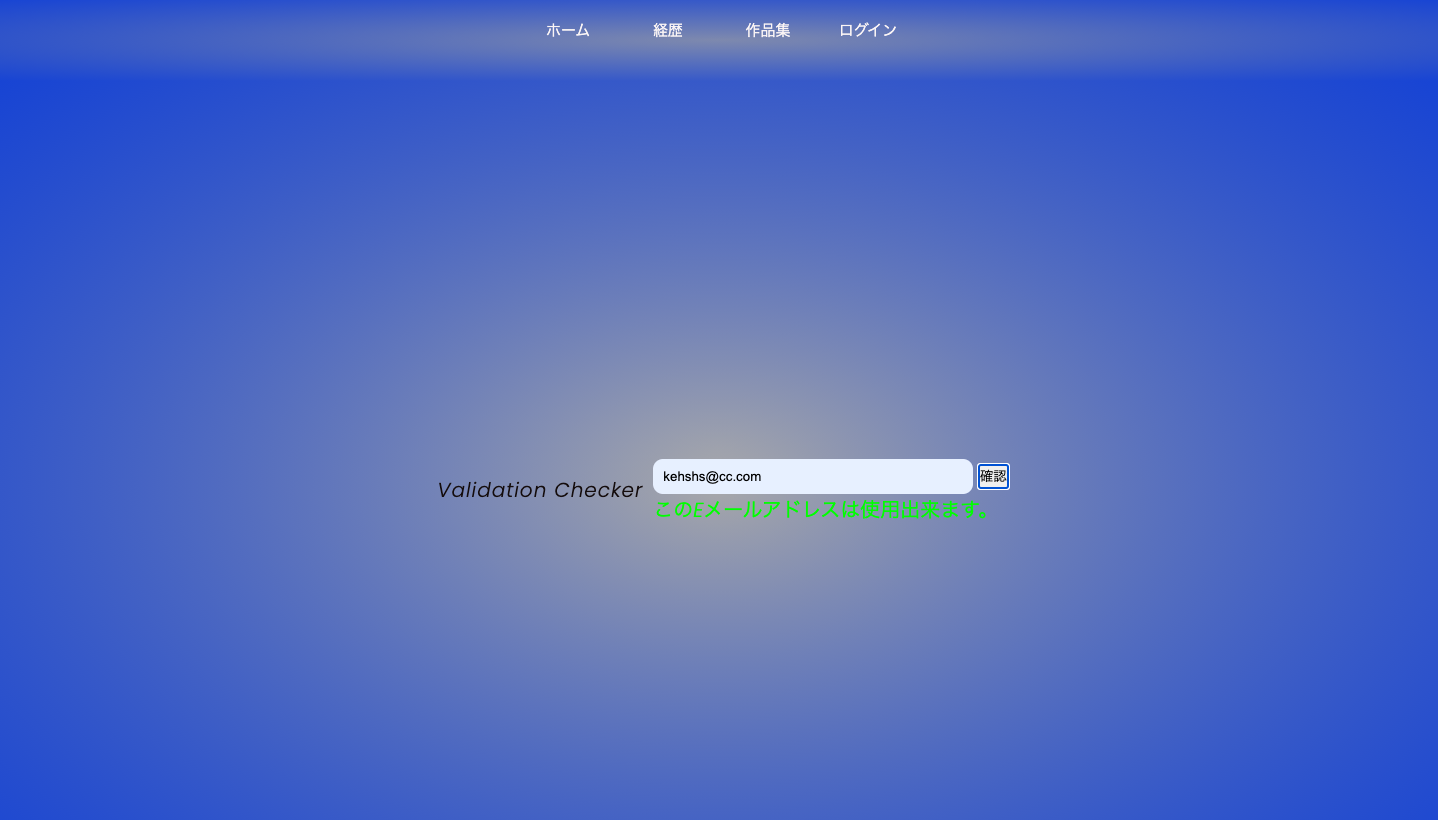 ホーム 経歴 作品集 ログイン
Validation Checker kehshs@cc.com 確認
このEメールアドレスは使用出来ます。